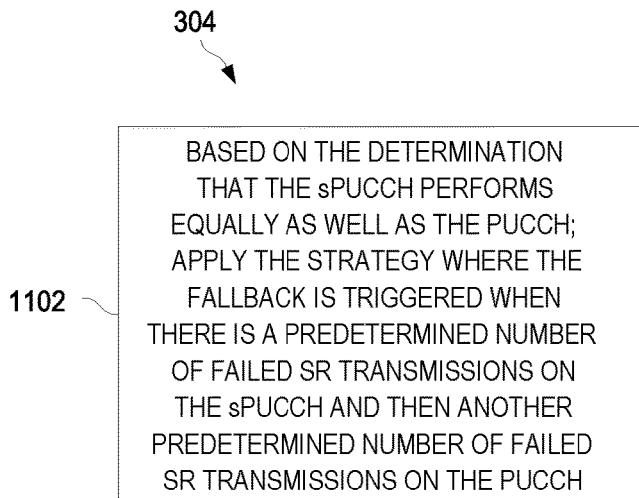 304
BASED ON THE DETERMINATION
THAT THE sPUCCH PERFORMS
EQUALLY AS WELL AS THE PUCCH;
APPLY THE STRATEGY WHERE THE
1102
FALLBACK IS TRIGGERED WHEN
THERE IS A PREDETERMINED NUMBER
OF FAILED SR TRANSMISSIONS ON
THE sPUCCH AND THEN ANOTHER
PREDETERMINED NUMBER OF FAILED
SR TRANSMISSIONS ON THE PUCCH